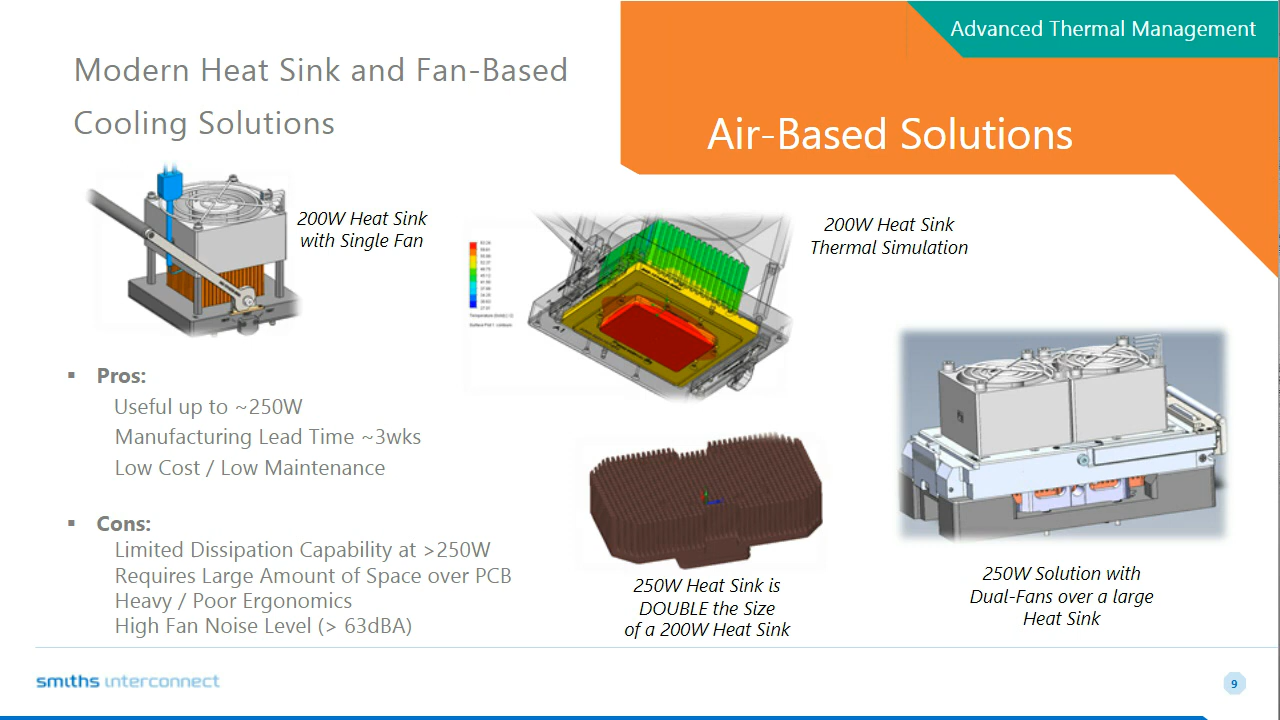 Advanced Thermal Management
Modern Heat Sink and Fan-Based
Cooling Solutions
Air-Based Solutions
200W Heat Sink
with Single Fan
200W Heat Sink
Thermal Simulation
▪ Pros:
Useful up to ~250W
Manufacturing Lead Time ~3wks
Low Cost / Low Maintenance
▪ Cons:
Limited Dissipation Capability at >250W
Requires Large Amount of Space over PCB
Heavy / Poor Ergonomics
High Fan Noise Level (> 63dBA)
250W Heat Sink is
DOUBLE the Size
of a 200W Heat Sink
250W Solution with
Dual-Fans over a large
Heat Sink
smiths interconnect
9